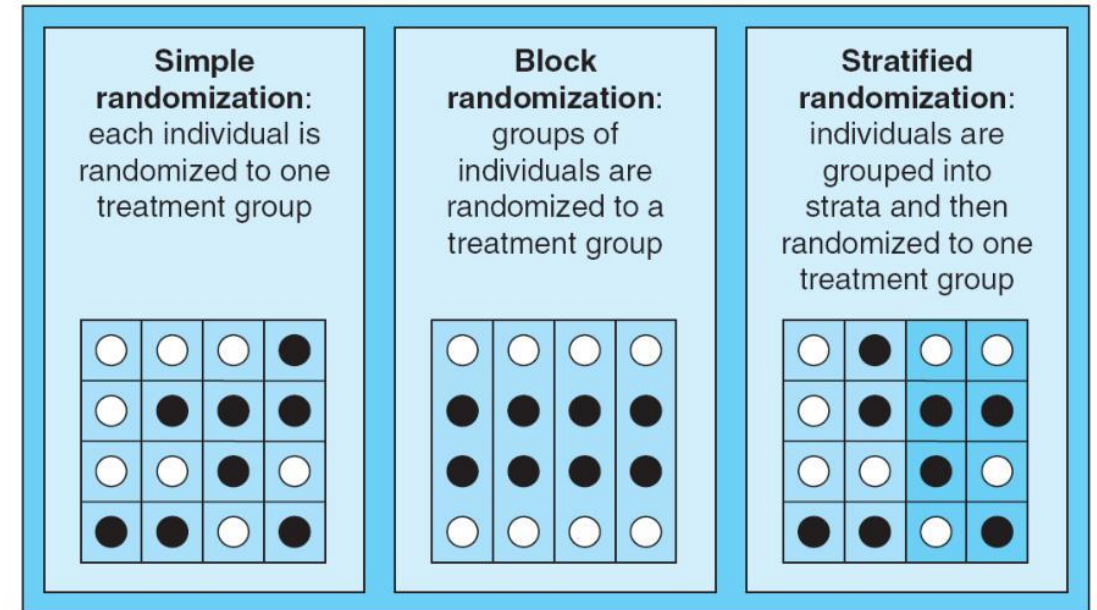 Simple
randomization:
each individual is
randomized to one
treatment group
Block
randomization:
groups of
individuals are
randomized to a
treatment group
Stratified
randomization:
individuals are
grouped into
strata and then
randomized to one
treatment group